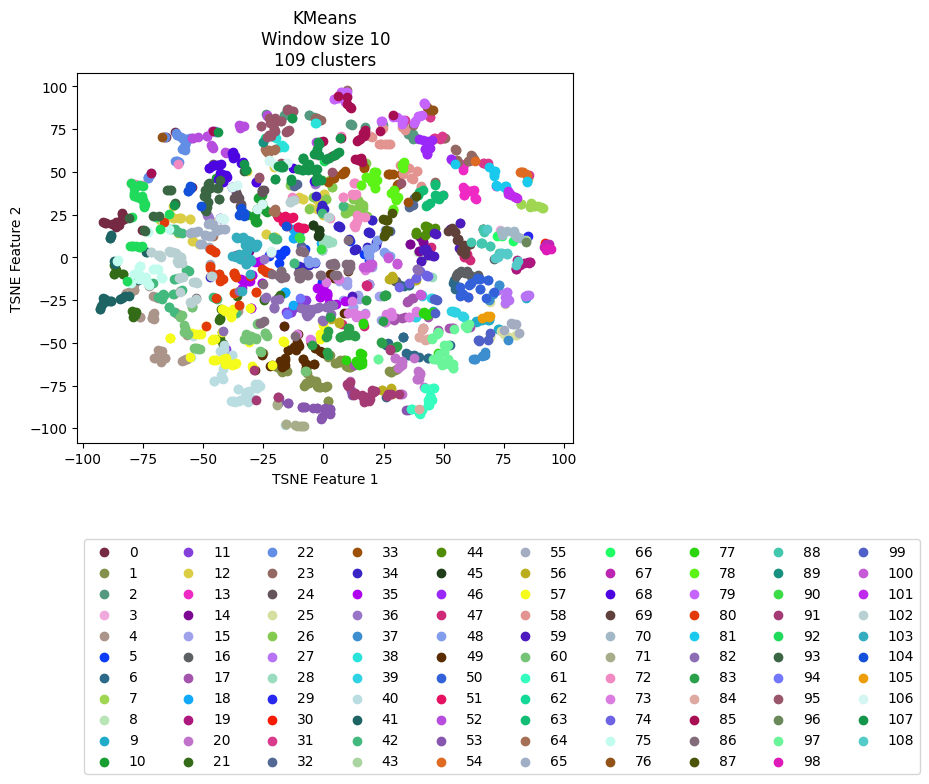 KMeans
Window size 10
109 clusters
100
75
50
25
0
−25
−50
−75
−100
TSNE Feature 2
−100 −75 −50 −25 0 25 50 75 100
TSNE Feature 1
0 11 22 33 44 55 66 77 88 99
1 12 23 34 45 56 67 78 89 100
2 13 24 35 46 57 68 79 90 101
3 14 25 36 47 58 69 80 91 102
4 15 26 37 48 59 70 81 92 103
5 16 27 38 49 60 71 82 93 104
6 17 28 39 50 61 72 83 94 105
7 18 29 40 51 62 73 84 95 106
8 19 30 41 52 63 74 85 96 107
9 20 31 42 53 64 75 86 97 108
10 21 32 43 54 65 76 87 98